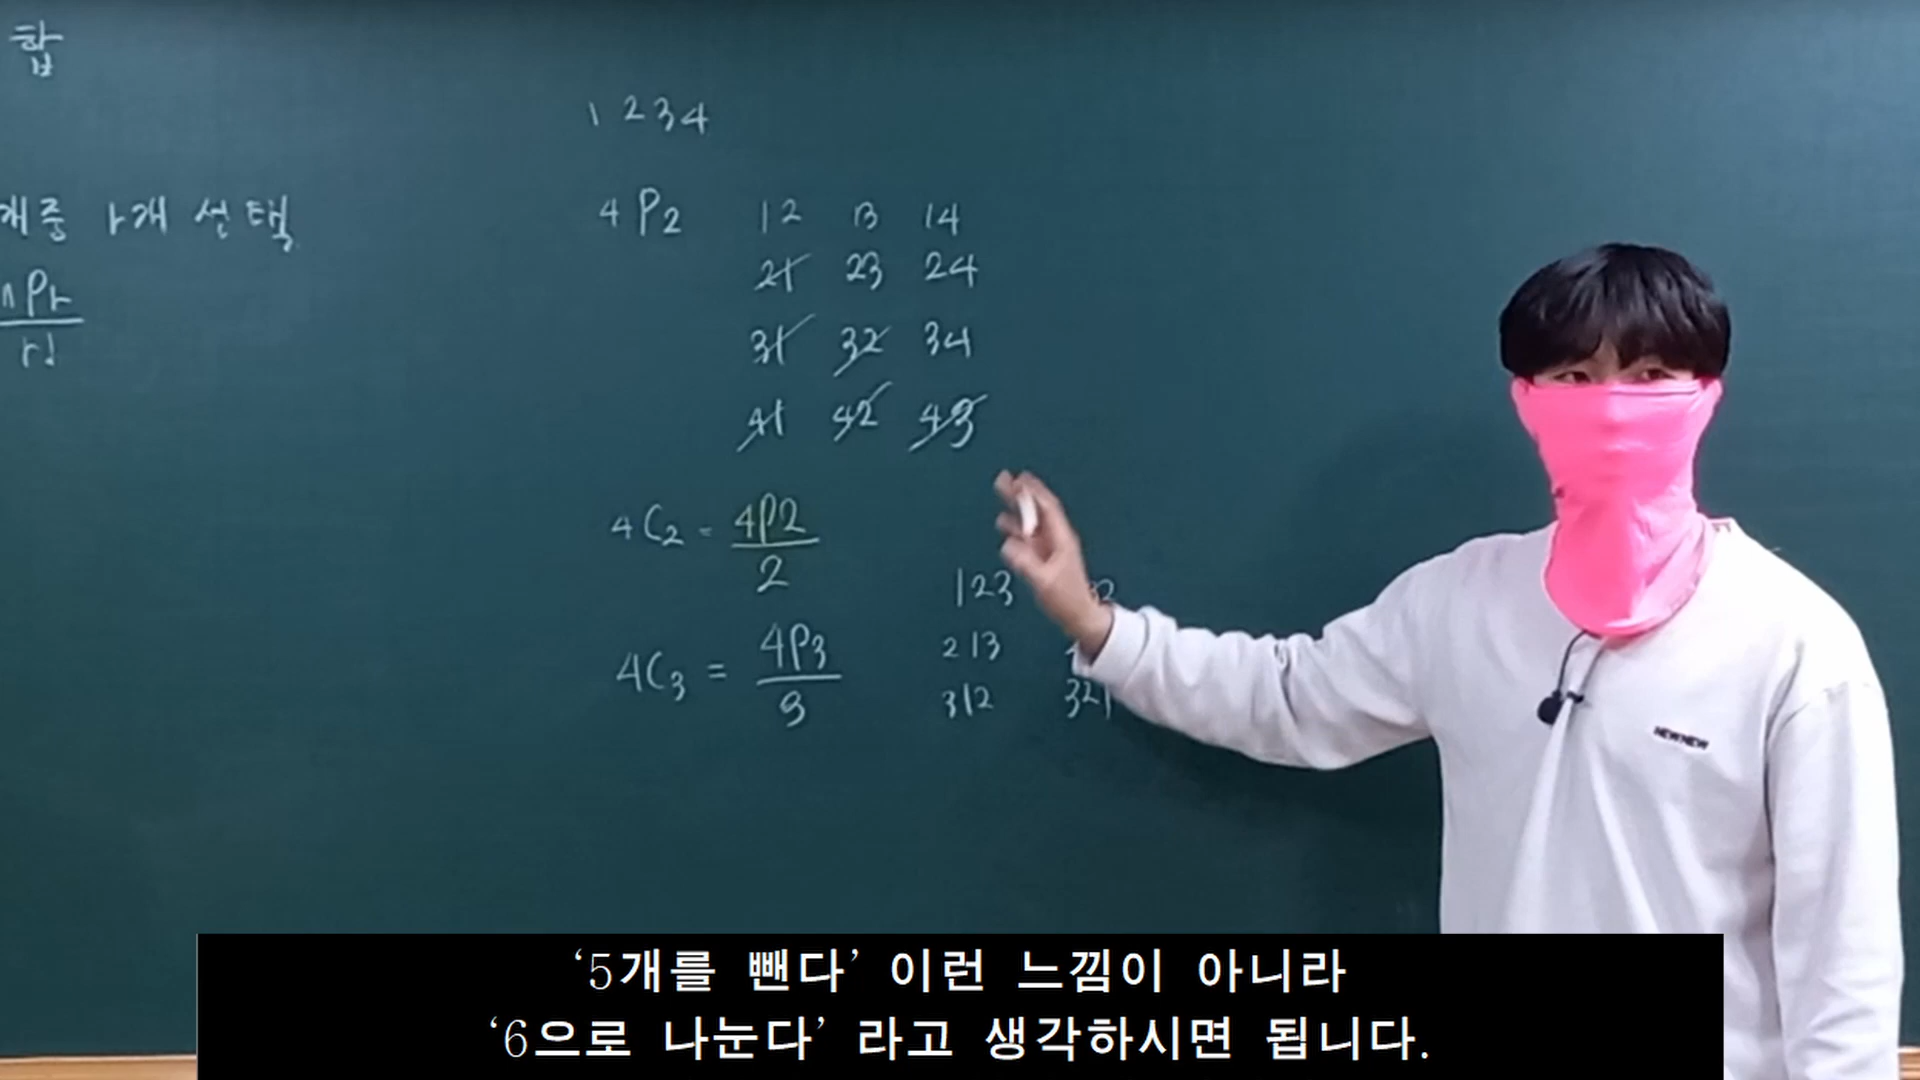 합
개중 r개 선택
nPr
r!
1 2 3 4
4P2 12 13 14
21 23 24
31 32 34
41 42 43
4C2 = 4P2
2
4C3 = 4P3
123
213
312 321
NEWNEW
‘5개를 뺀다’ 이런 느낌이 아니라
‘6으로 나눈다’ 라고 생각하시면 됩니다.